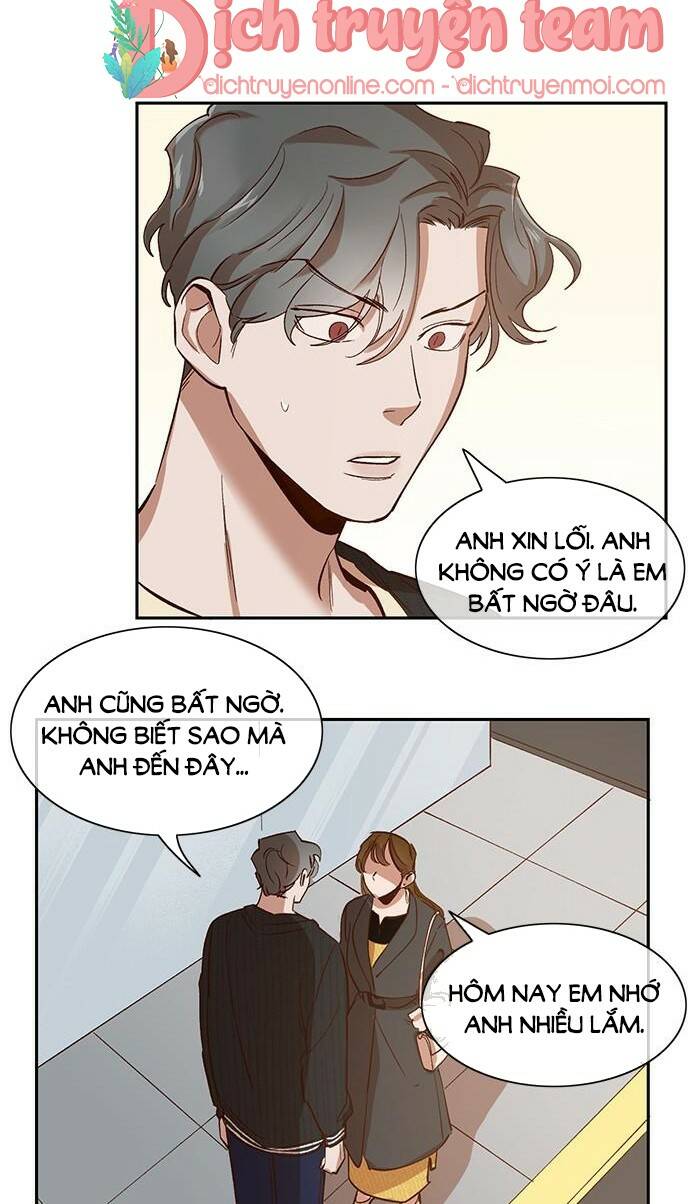 Dịch truyện team
dichtruyenonline.com - dichtruyenmoi.com
ANH XIN LỖI. ANH
KHÔNG CÓ Ý LÀ EM
BẤT NGỜ ĐÂU.
ANH CŨNG BẤT NGỜ.
KHÔNG BIẾT SAO MÀ
ANH ĐẾN ĐÂY...
HÔM NAY EM NHỚ
ANH NHIỀU LẮM.